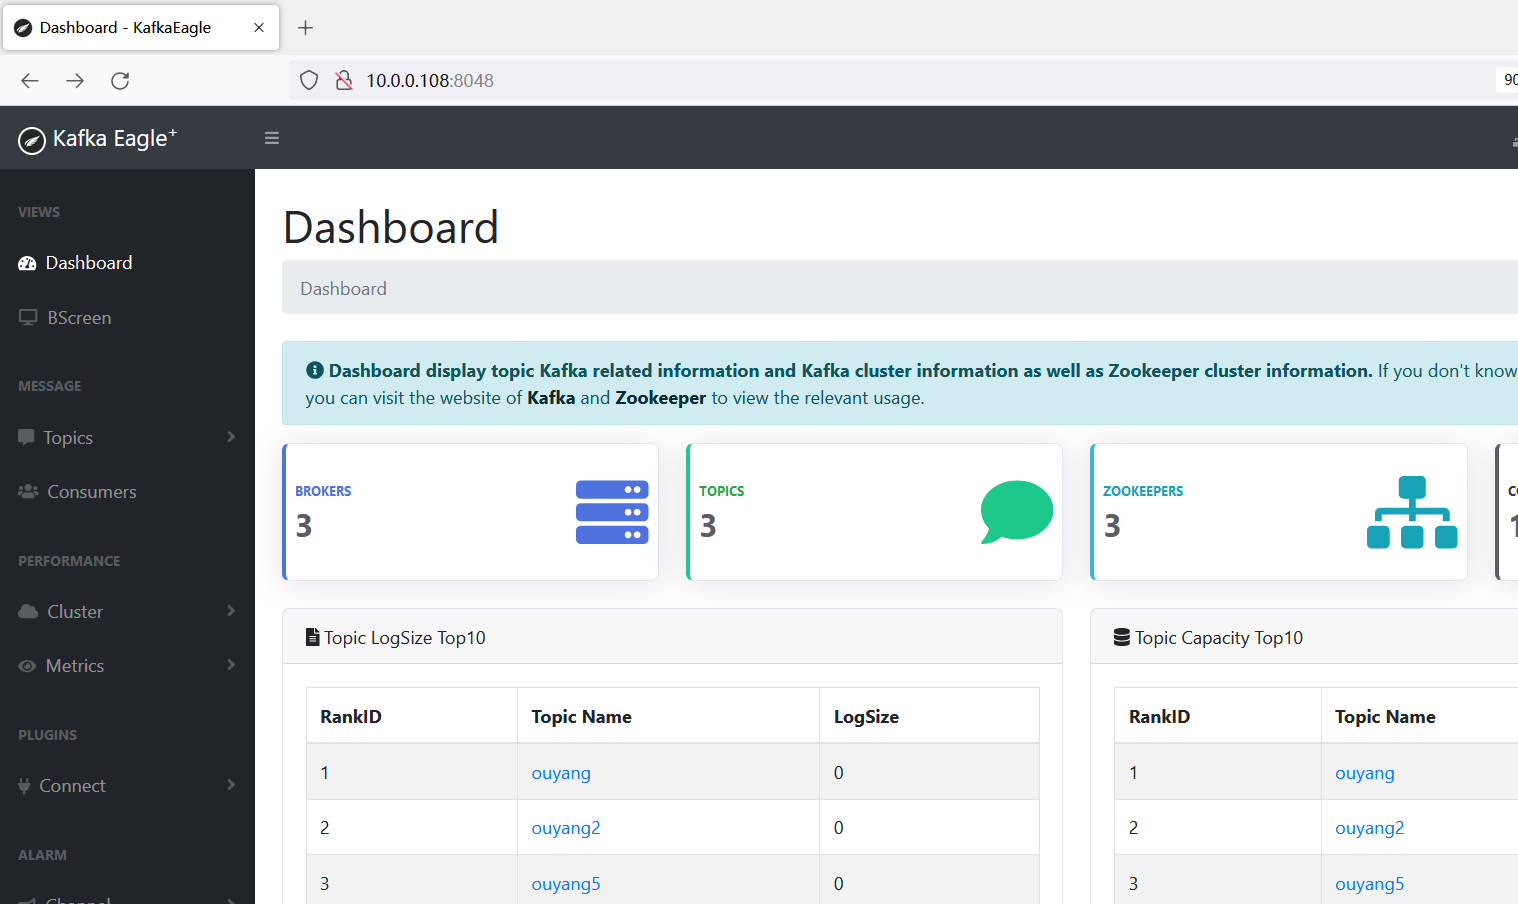 Dashboard - KafkaEagle
10.0.0.108:8048
90
Kafka Eagle+
VIEWS
Dashboard
BScreen
MESSAGE
Topics
Consumers
PERFORMANCE
Cluster
Metrics
PLUGINS
Connect
ALARM
Channel
Dashboard
Dashboard
Dashboard display topic Kafka related information and Kafka cluster information as well as Zookeeper cluster information. If you don't know
you can visit the website of Kafka and Zookeeper to view the relevant usage.
BROKERS
3
TOPICS
3
ZOOKEEPERS
3
Topic LogSize Top10
RankID Topic Name LogSize
1 ouyang 0
2 ouyang2 0
3 ouyang5 0
Topic Capacity Top10
RankID Topic Name
1 ouyang
2 ouyang2
3 ouyang5